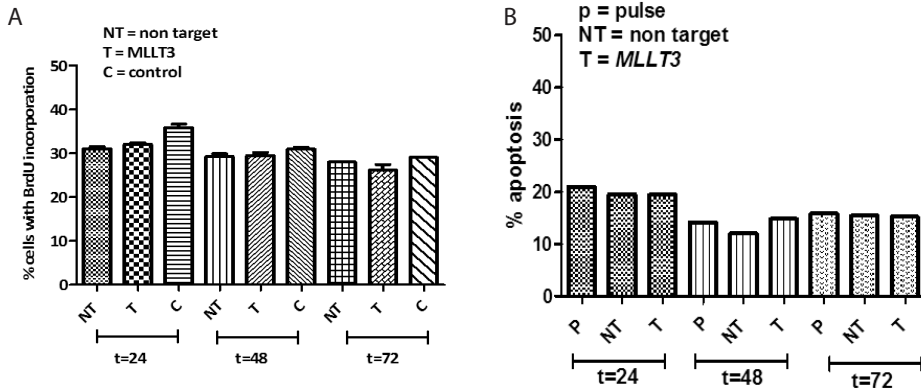 A
NT = non target
T = MLLT3
C = control
% cells with BrdU incorporation
50
40
30
20
10
0
NT T C NT T C NT T C
t=24 t=48 t=72
B
p = pulse
NT = non target
T = MLLT3
% apoptosis
50
40
30
20
10
0
P NT T P NT T P NT T
t=24 t=48 t=72